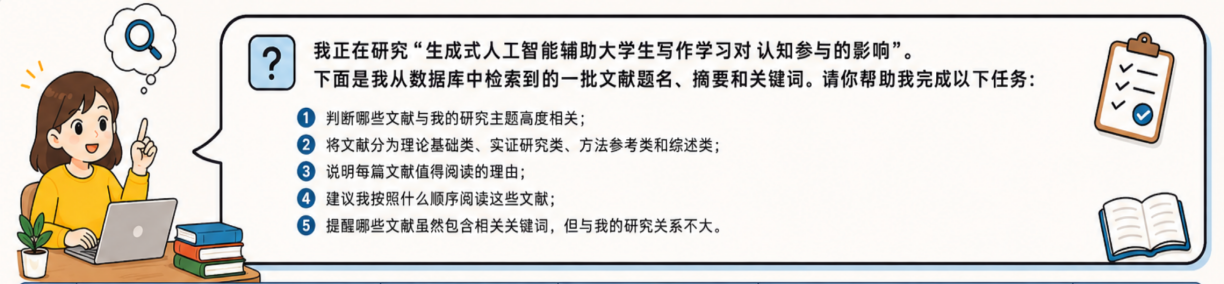 ?
我正在研究“生成式人工智能辅助大学生写作学习对 认知参与的影响”。
下面是我从数据库中检索到的一批文献题名、摘要和关键词。请你帮助我完成以下任务：
1 判断哪些文献与我的研究主题高度相关；
2 将文献分为理论基础类、实证研究类、方法参考类和综述类；
3 说明每篇文献值得阅读的理由；
4 建议我按照什么顺序阅读这些文献；
5 提醒哪些文献虽然包含相关关键词，但与我的研究关系不大。